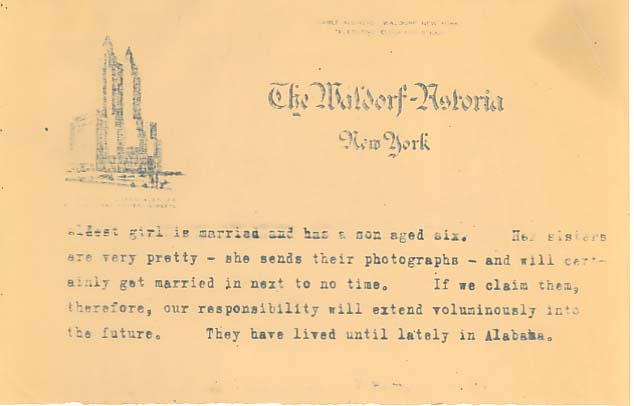 The Waldorf-Astoria
New York
eldest girl is married and has a son aged six. Her sisters
are very pretty - she sends their photographs - and will cert-
ainly get married in next to no time. If we claim them,
therefore, our responsibility will extend voluminously into
the future. They have lived until lately in Alabama.